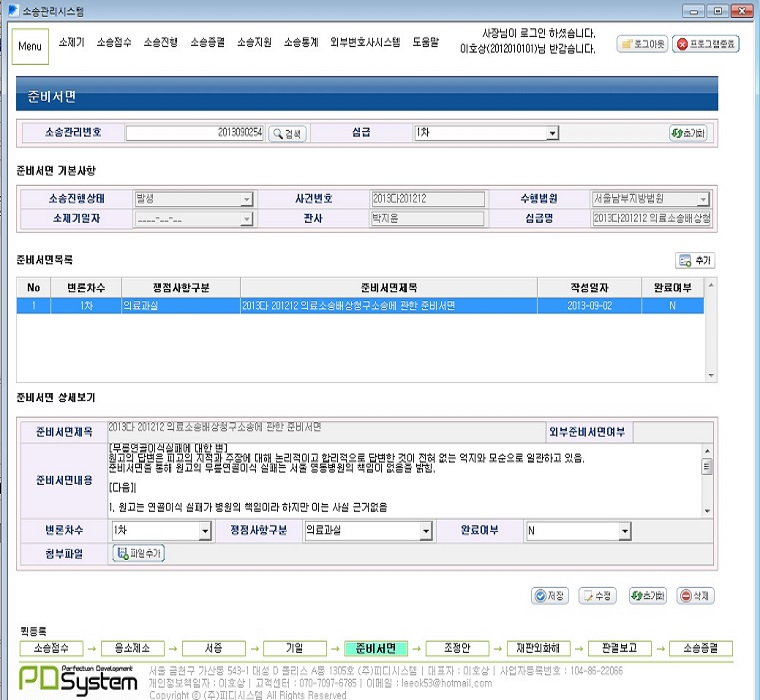 소송관리시스템
Menu 소제기 소송접수 소송진행 소송종결 소송지원 소송통계 외부변호사시스템 도움말
사장님이 로그인 하셨습니다.
이호상(2012010101)님 반갑습니다.
로그아웃 프로그램종료
준비서면
소송관리번호 2013090254 검색 심급 1차 초기화
준비서면 기본사항
소송진행상태 발생 사건번호 2013다201212 수행법원 서울남부지방법원
소제기일자 ____-__-__ 판사 박지윤 심급명 2013다201212 의료소송배상청
준비서면목록 추가
No 변론차수 쟁점사항구분 준비서면제목 작성일자 완료여부
1 1차 의료과실 2013다 201212 의료소송배상청구소송에 관한 준비서면 2013-09-02 N
준비서면 상세보기
준비서면제목 2013다 201212 의료소송배상청구소송에 관한 준비서면 외부준비서면여부
준비서면내용
[무릎연골이식실패에 대한 변]
원고의 답변은 피고의 지적과 주장에 대해 논리적이고 합리적으로 답변한 것이 전혀 없는 억지와 모순으로 일관하고 있음.
준비서면을 통해 원고의 무릎연골이식 실패는 서울 영동병원의 책임이 없음을 밝힘.
[다음]
1. 원고는 연골이식 실패가 병원의 책임이라 하지만 이는 사실 근거없음
변론차수 1차 쟁점사항구분 의료과실 완료여부 N
첨부파일 파일추가
저장 수정 초기화 삭제
퀵등록
소송접수 → 응소제소 → 서증 → 기일 → 준비서면 → 조정안 → 재판외화해 → 판결보고 → 소송종결
Perfection Development
PDSystem
서울 금천구 가산동 543-1 대성 D 폴리스 A동 1305호 (주)피디시스템 | 대표자 : 이호상 | 사업자등록번호 : 104-86-22066
개인정보책임자 : 이호상 | 고객센터 : 070-7097-6785 | 이메일 : leeok53@hotmail.com
Copyright ⓒ (주)피디시스템 All Rights Reserved